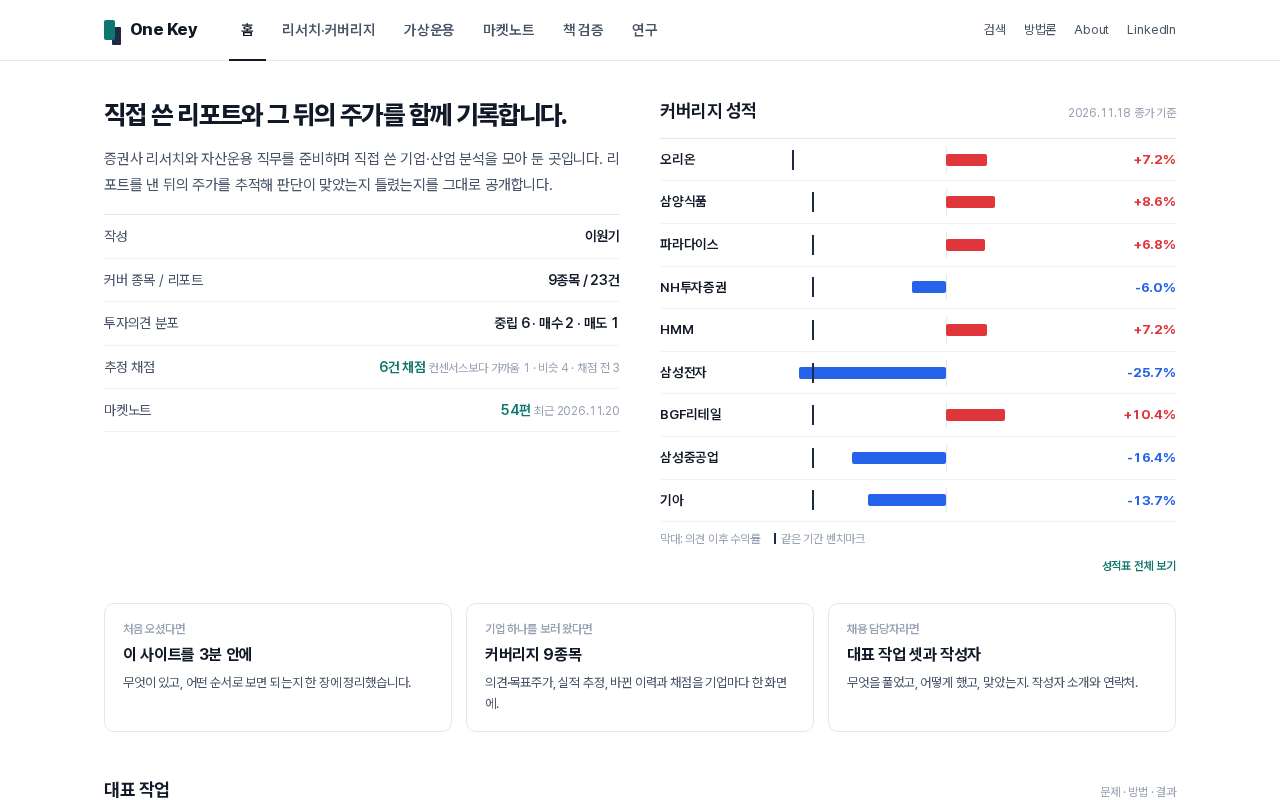 One Key
홈
리서치·커버리지
가상운용
마켓노트
책 검증
연구
검색
방법론
About
LinkedIn
직접 쓴 리포트와 그 뒤의 주가를 함께 기록합니다.
증권사 리서치와 자산운용 직무를 준비하며 직접 쓴 기업·산업 분석을 모아 둔 곳입니다. 리
포트를 낸 뒤의 주가를 추적해 판단이 맞았는지 틀렸는지를 그대로 공개합니다.
작성 이원기
커버 종목 / 리포트 9종목 / 23건
투자의견 분포 중립 6 · 매수 2 · 매도 1
추정 채점 6건 채점 컨센서스보다 가까움 1 · 비슷 4 · 채점 전 3
마켓노트 54편 최근 2026.11.20
커버리지 성적 2026.11.18 종가 기준
오리온 +7.2%
삼양식품 +8.6%
파라다이스 +6.8%
NH투자증권 -6.0%
HMM +7.2%
삼성전자 -25.7%
BGF리테일 +10.4%
삼성중공업 -16.4%
기아 -13.7%
막대: 의견 이후 수익률 같은 기간 벤치마크
성적표 전체 보기
처음 오셨다면
이 사이트를 3분 안에
무엇이 있고, 어떤 순서로 보면 되는지 한 장에 정리했습니다.
기업 하나를 보러 왔다면
커버리지 9종목
의견·목표주가, 실적 추정, 바뀐 이력과 채점을 기업마다 한 화면
에.
채용 담당자라면
대표 작업 셋과 작성자
무엇을 풀었고, 어떻게 했고, 맞았는지. 작성자 소개와 연락처.
대표 작업 문제 · 방법 · 결과